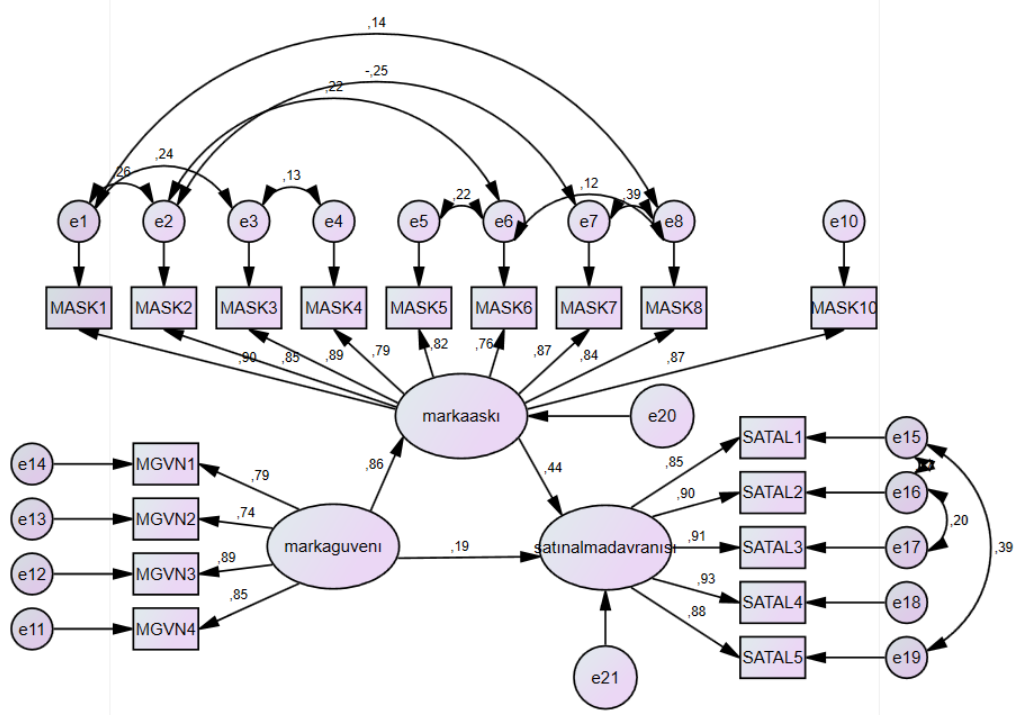 ,14
-,25
,22
,24
,26
,13
,22
,12
,39
e1
e2
e3
e4
e5
e6
e7
e8
e10
MASK1
MASK2
MASK3
MASK4
MASK5
MASK6
MASK7
MASK8
MASK10
,90
,85
,89
,79
,82
,76
,87
,84
,87
markaaskı
e20
e14
MGVN1
,79
e13
MGVN2
,74
e12
MGVN3
,89
e11
MGVN4
,85
markaguvenı
,86
,44
,19
satınalmadavranısı
e21
,85
SATAL1
e15
,90
SATAL2
e16
,91
SATAL3
e17
,93
SATAL4
e18
,88
SATAL5
e19
,20
,39